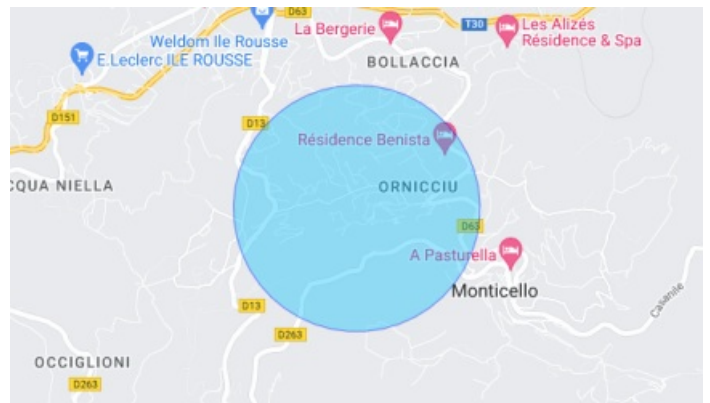 D63
Weldom Ile Rousse
La Bergerie
T30
Les Alizés
Résidence & Spa
E.Leclerc ILE ROUSSE
BOLLACCIA
D151
D13
Résidence Benista
CQUA NIELLA
ORNICCIU
D63
A Pasturella
Monticello
D13
Casanile
D263
OCCIGLIONI
D263